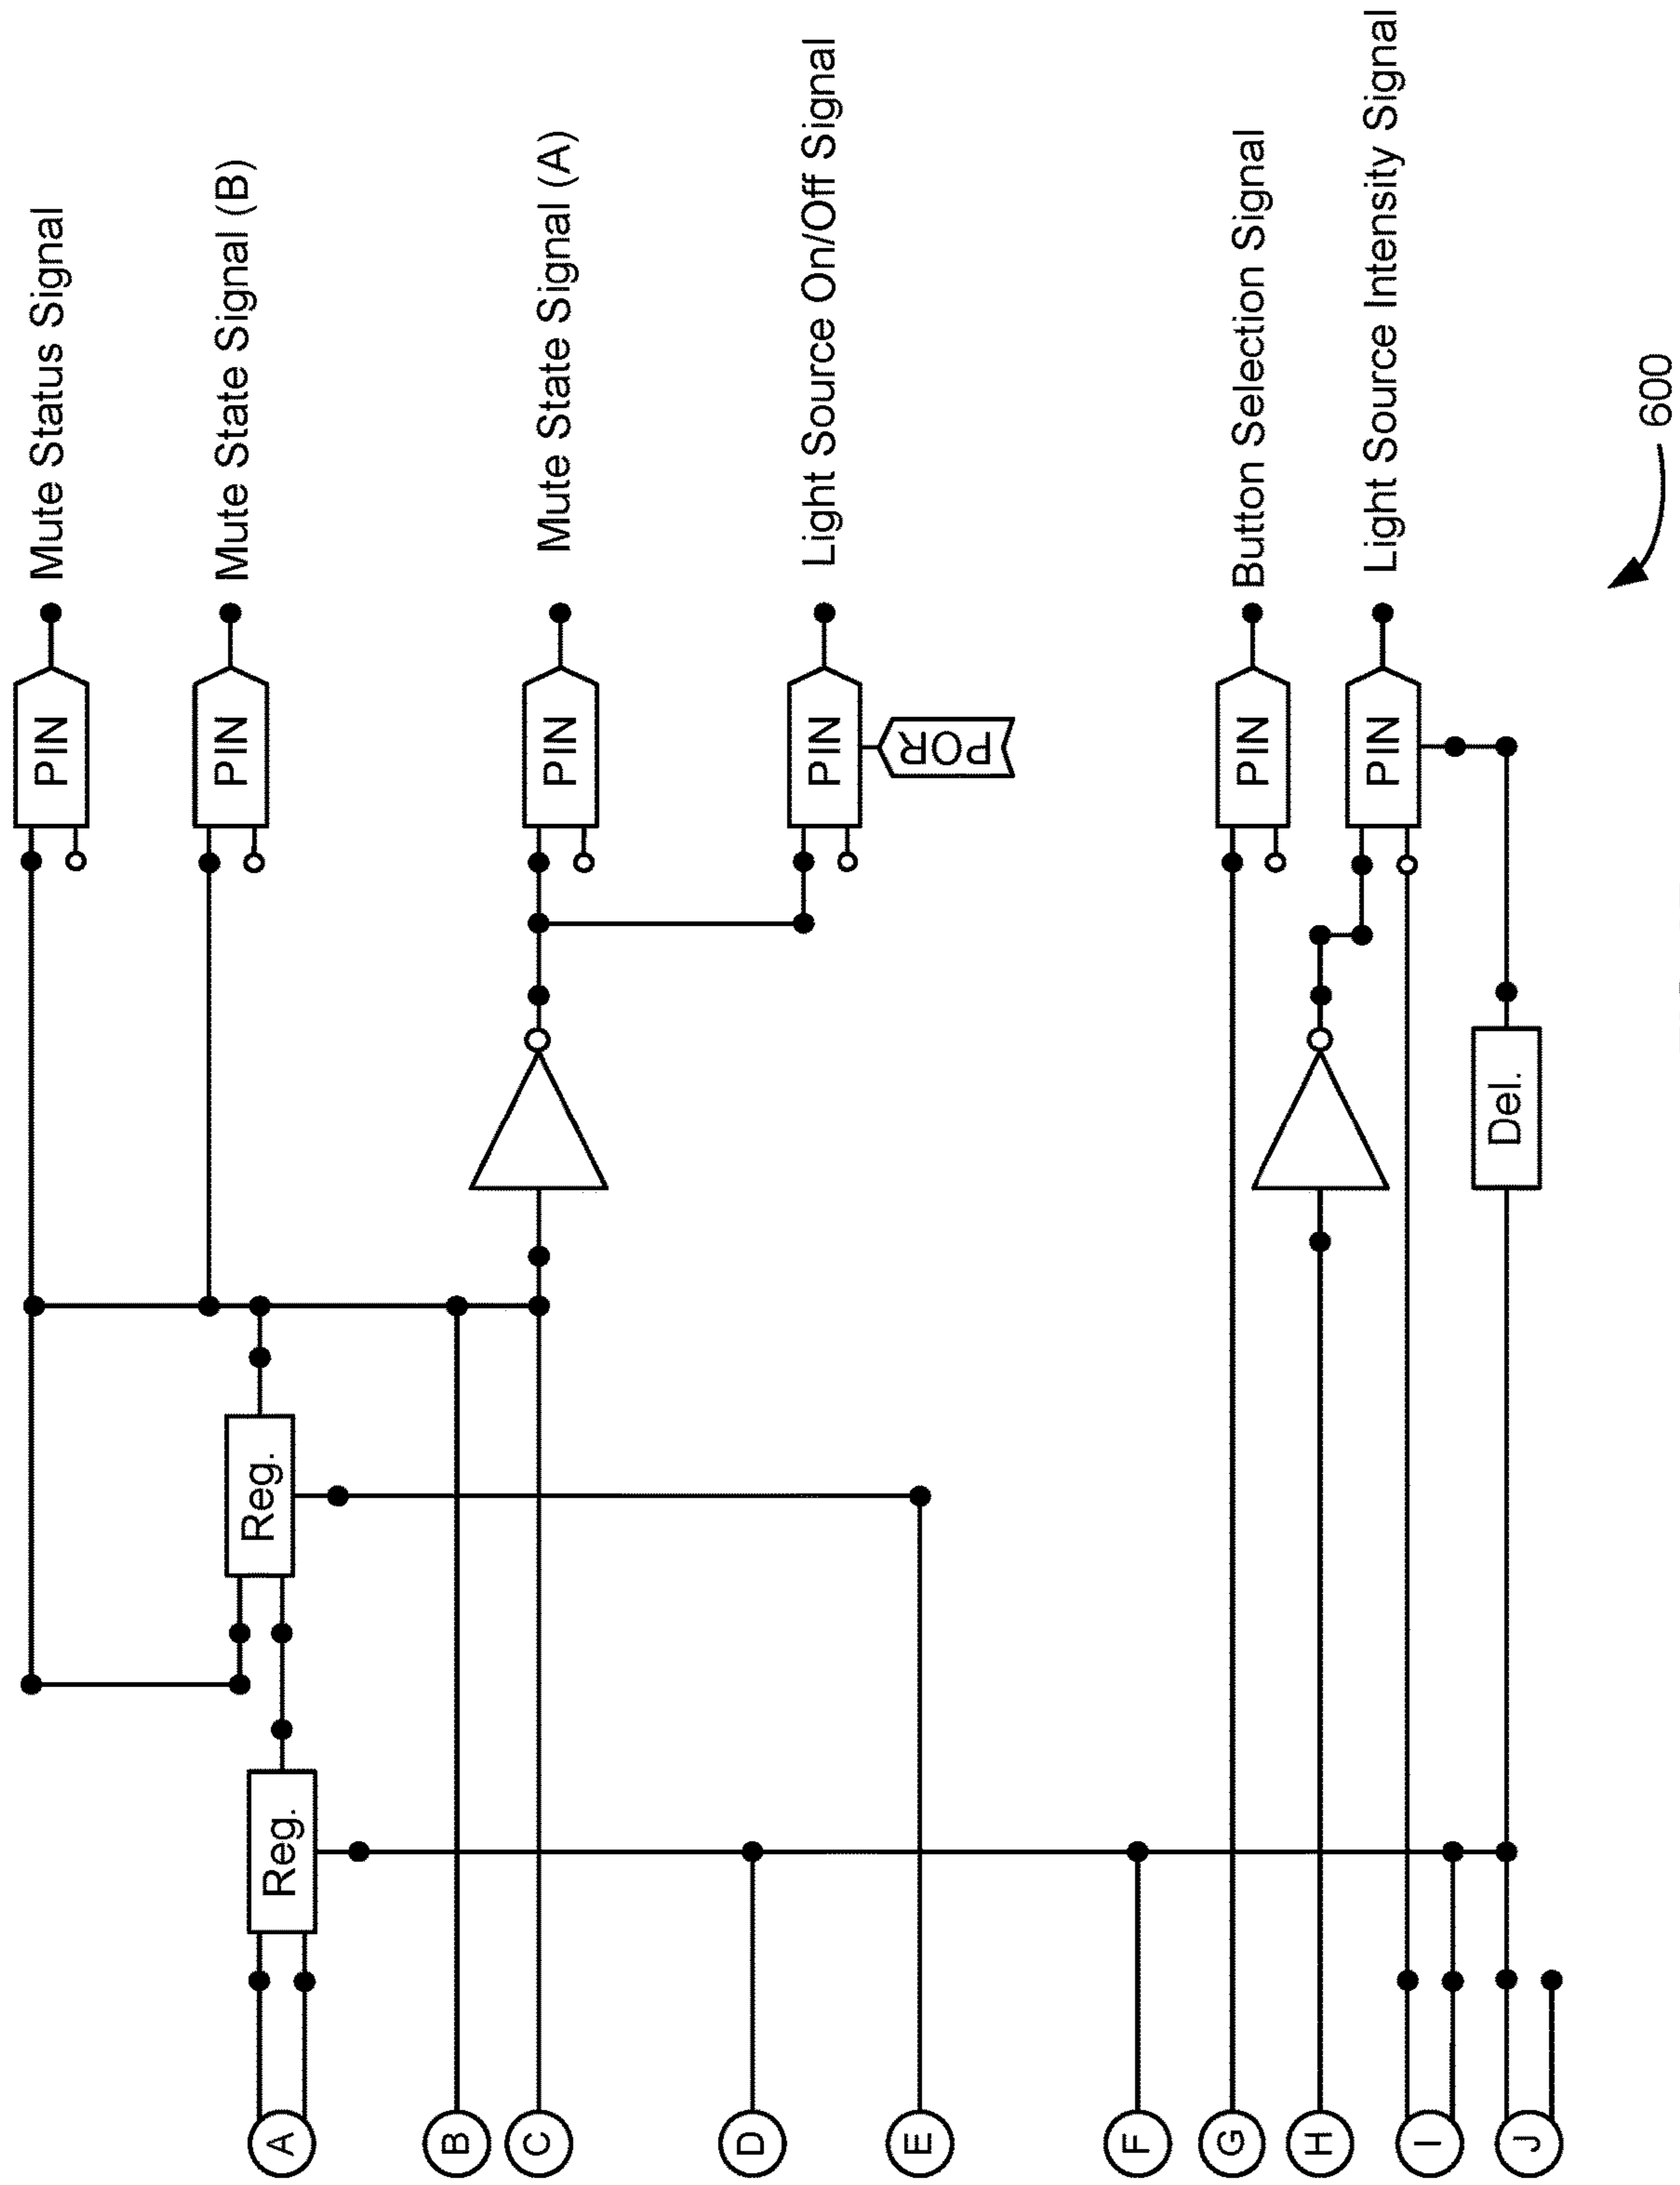 Mute Status Signal
PIN
Mute State Signal (B)
PIN
Mute State Signal (A)
PIN
Light Source On/Off Signal
PIN
POR
Button Selection Signal
PIN
Light Source Intensity Signal
PIN
Del.
Reg.
Reg.
A
B
C
D
E
F
G
H
I
J
600